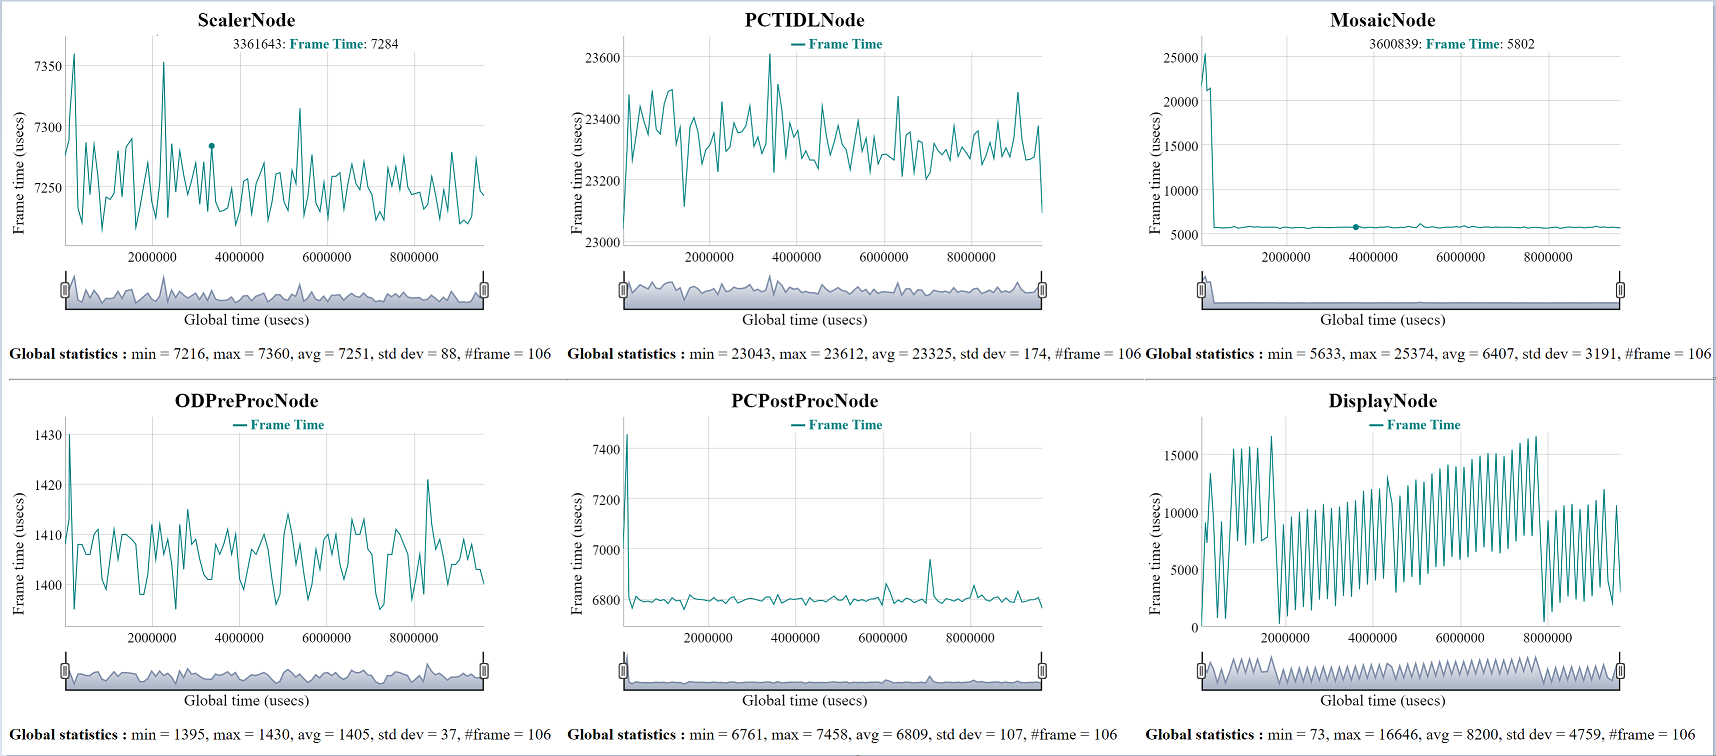 ScalerNode
3361643: Frame Time: 7284
7350
7300
7250
Frame time (usecs)
2000000 4000000 6000000 8000000
Global time (usecs)
Global statistics : min = 7216, max = 7360, avg = 7251, std dev = 88, #frame = 106
PCTIDLNode
Frame Time
23600
23400
23200
23000
Frame time (usecs)
2000000 4000000 6000000 8000000
Global time (usecs)
Global statistics : min = 23043, max = 23612, avg = 23325, std dev = 174, #frame = 106
MosaicNode
3600839: Frame Time: 5802
25000
20000
15000
10000
5000
Frame time (usecs)
2000000 4000000 6000000 8000000
Global time (usecs)
Global statistics : min = 5633, max = 25374, avg = 6407, std dev = 3191, #frame = 106
ODPreProcNode
Frame Time
1430
1420
1410
1400
Frame time (usecs)
2000000 4000000 6000000 8000000
Global time (usecs)
Global statistics : min = 1395, max = 1430, avg = 1405, std dev = 37, #frame = 106
PCPostProcNode
Frame Time
7400
7200
7000
6800
Frame time (usecs)
2000000 4000000 6000000 8000000
Global time (usecs)
Global statistics : min = 6761, max = 7458, avg = 6809, std dev = 107, #frame = 106
DisplayNode
Frame Time
15000
10000
5000
0
Frame time (usecs)
2000000 4000000 6000000 8000000
Global time (usecs)
Global statistics : min = 73, max = 16646, avg = 8200, std dev = 4759, #frame = 106